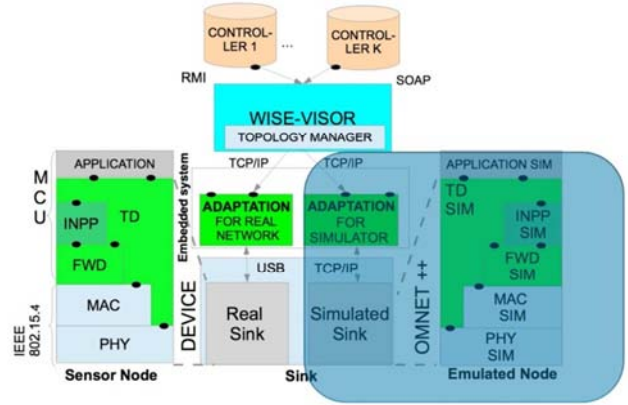 CONTROL-
LER 1
...
CONTROL-
LER K
RMI
SOAP
WISE-VISOR
TOPOLOGY MANAGER
TCP/IP
TCP/IP
APPLICATION
APPLICATION SIM
MCU
TD
INPP
FWD
MAC
PHY
IEEE
802.15.4
Sensor Node
Embedded system
ADAPTATION
FOR REAL
NETWORK
ADAPTATION
FOR
SIMULATOR
USB
TCP/IP
DEVICE
Real
Sink
Simulated
Sink
Sink
OMNET ++
TD
SIM
INPP
SIM
FWD
SIM
MAC
SIM
PHY
SIM
Emulated Node